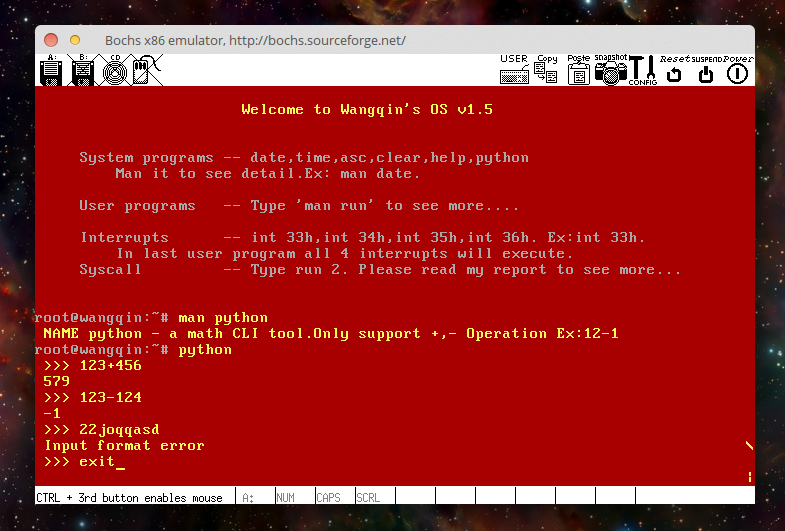 Bochs x86 emulator, http://bochs.sourceforge.net/
A: B: CD USER Copy Paste snapshot CONFIG Reset SUSPEND Power
Welcome to Wangqin's OS v1.5
System programs -- date,time,asc,clear,help,python
Man it to see detail.Ex: man date.
User programs -- Type 'man run' to see more....
Interrupts -- int 33h,int 34h,int 35h,int 36h. Ex:int 33h.
In last user program all 4 interrupts will execute.
Syscall -- Type run 2. Please read my report to see more...
root@wangqin:~# man python
NAME python - a math CLI tool.Only support +,- Operation Ex:12-1
root@wangqin:~# python
>>> 123+456
579
>>> 123-124
-1
>>> 22joqqasd
Input format error
>>> exit_
CTRL + 3rd button enables mouse A: NUM CAPS SCRL